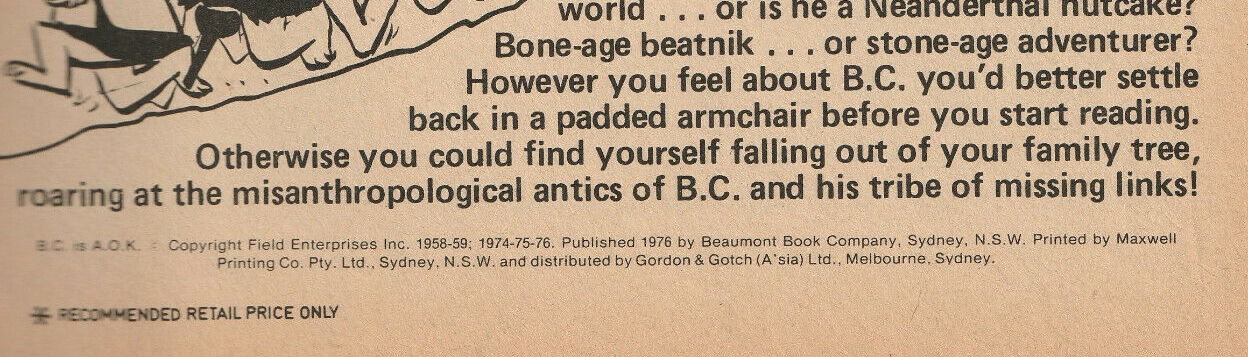 world . . . or is he a Neanderthal nutcake?
Bone-age beatnik . . . or stone-age adventurer?
However you feel about B.C. you'd better settle
back in a padded armchair before you start reading.
Otherwise you could find yourself falling out of your family tree,
roaring at the misanthropological antics of B.C. and his tribe of missing links!
B.C. is A.O.K. © Copyright Field Enterprises Inc. 1958-59; 1974-75-76. Published 1976 by Beaumont Book Company, Sydney, N.S.W. Printed by Maxwell
Printing Co. Pty. Ltd., Sydney, N.S.W. and distributed by Gordon & Gotch (A'sia) Ltd., Melbourne, Sydney.
* RECOMMENDED RETAIL PRICE ONLY